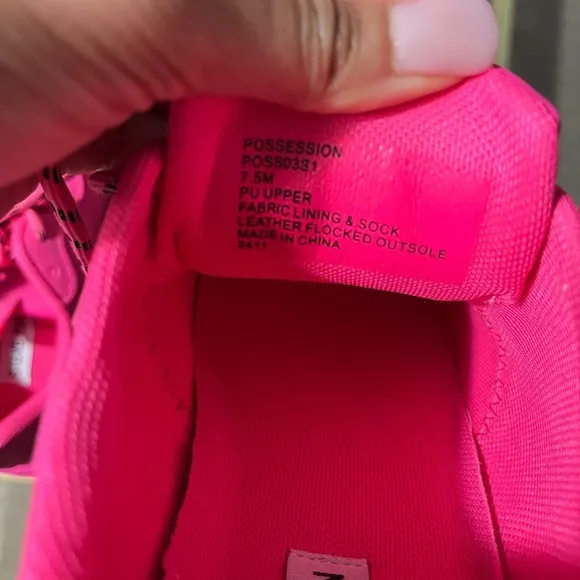 POSSESSION
POSS03S1
7.5M
PU UPPER
FABRIC LINING & SOCK
LEATHER FLOCKED OUTSOLE
MADE IN CHINA
2411